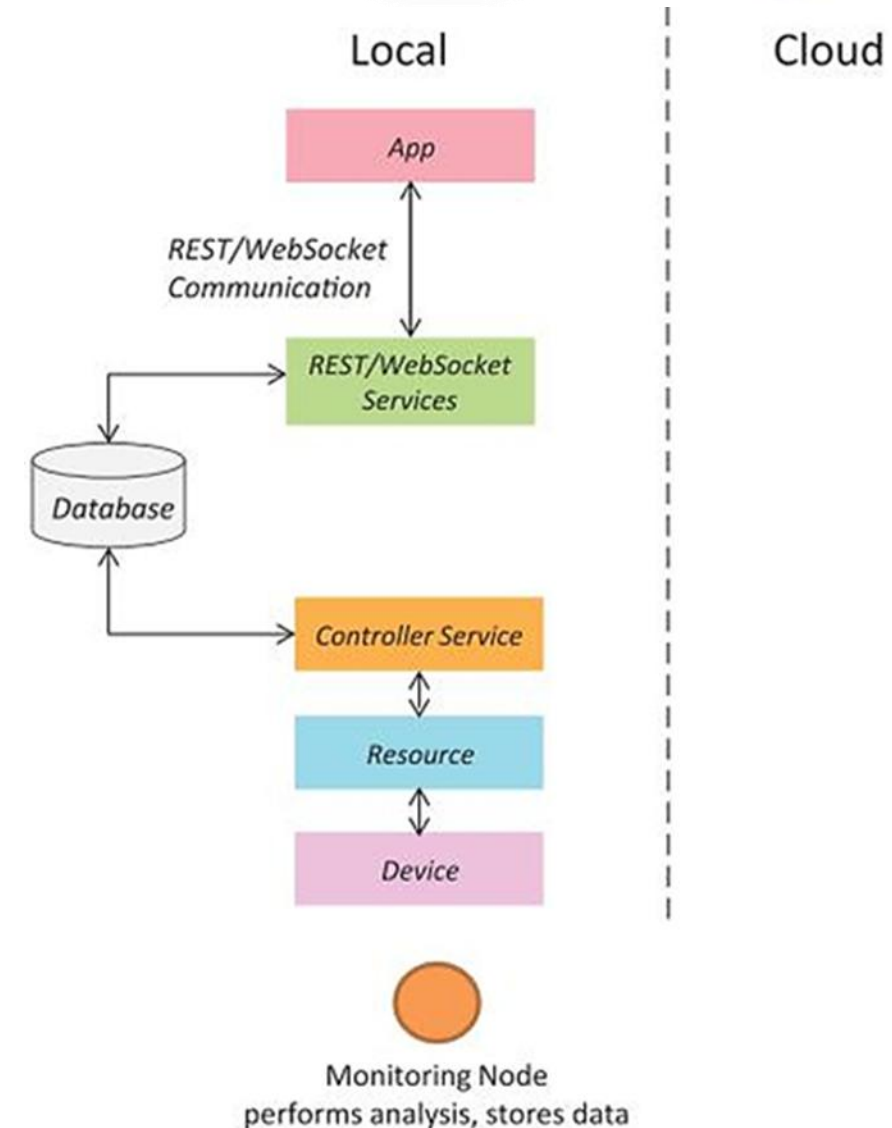 Local
Cloud
App
REST/WebSocket
Communication
REST/WebSocket
Services
Database
Controller Service
Resource
Device
Monitoring Node
performs analysis, stores data